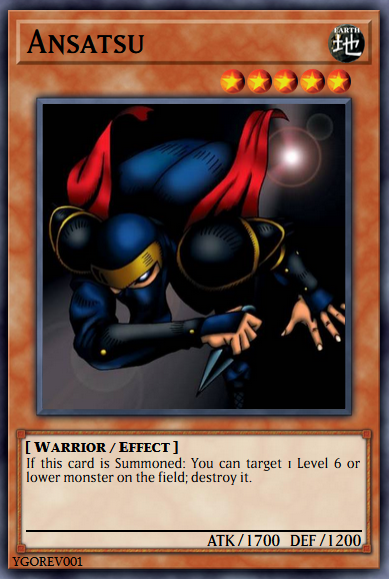 Ansatsu
EARTH
地
[ Warrior / Effect ]
If this card is Summoned: You can target 1 Level 6 or
lower monster on the field; destroy it.
ATK / 1700 DEF / 1200
YGOREV001